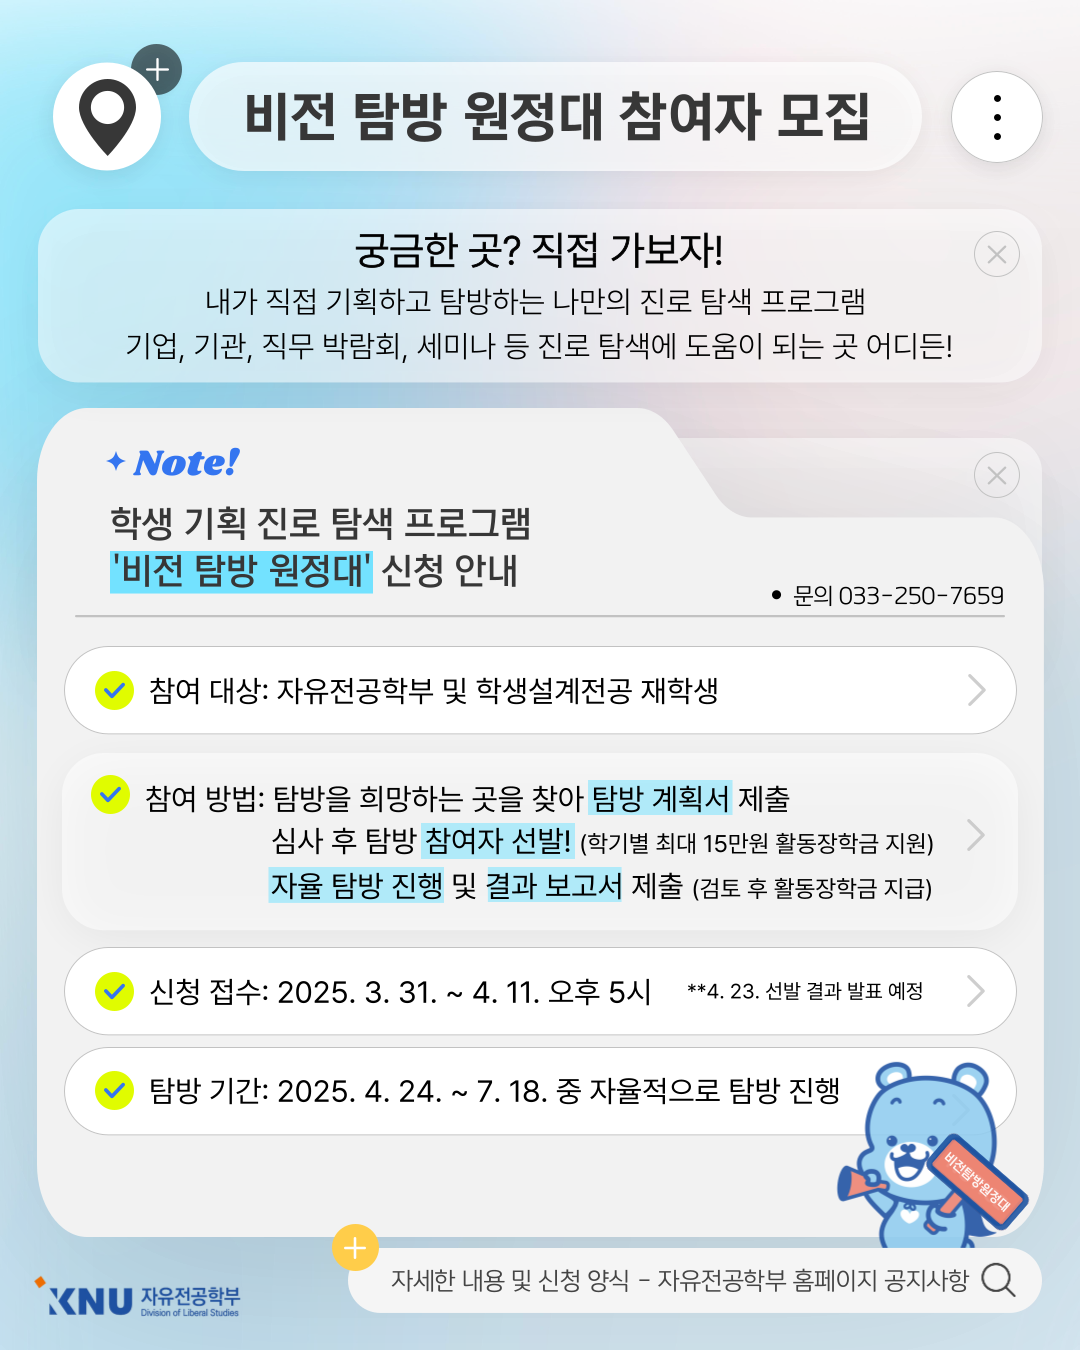 비전 탐방 원정대 참여자 모집
궁금한 곳? 직접 가보자!
내가 직접 기획하고 탐방하는 나만의 진로 탐색 프로그램
기업, 기관, 직무 박람회, 세미나 등 진로 탐색에 도움이 되는 곳 어디든!
Note!
학생 기획 진로 탐색 프로그램
'비전 탐방 원정대' 신청 안내
• 문의 033-250-7659
참여 대상: 자유전공학부 및 학생설계전공 재학생
참여 방법: 탐방을 희망하는 곳을 찾아 탐방 계획서 제출
심사 후 탐방 참여자 선발! (학기별 최대 15만원 활동장학금 지원)
자율 탐방 진행 및 결과 보고서 제출 (검토 후 활동장학금 지급)
신청 접수: 2025. 3. 31. ~ 4. 11. 오후 5시 **4. 23. 선발 결과 발표 예정
탐방 기간: 2025. 4. 24. ~ 7. 18. 중 자율적으로 탐방 진행
비전탐방원정대
자세한 내용 및 신청 양식 - 자유전공학부 홈페이지 공지사항
KNU 자유전공학부
Division of Liberal Studies